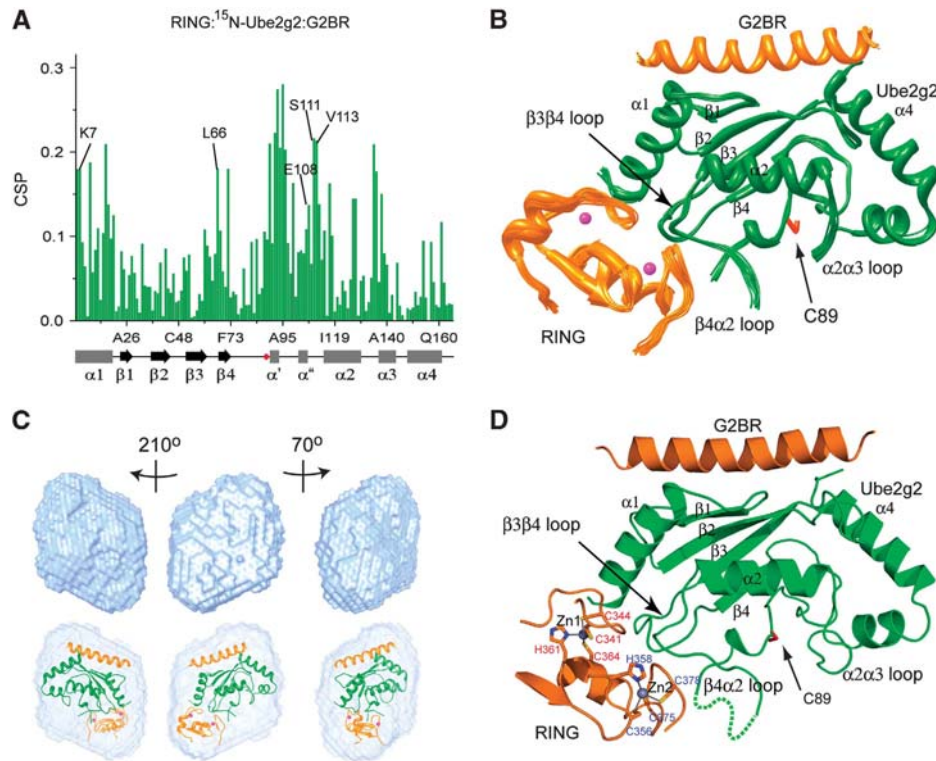 A
RING:¹⁵N-Ube2g2:G2BR
0.3
0.2
0.1
0.0
CSP
K7
L66
S111
V113
E108
A26 C48 F73 A95 I119 A140 Q160
α1 β1 β2 β3 β4 α' α" α2 α3 α4
B
G2BR
Ube2g2
α4
α1
β1
β2
β3
α2
β4
β3β4 loop
α2α3 loop
β4α2 loop
C89
RING
C
210º 70º
D
G2BR
Ube2g2
α4
α1
β1
β2
β3
α2
β4
β3β4 loop
Zn1
C344
C341
H361
C364
H358
Zn2
C378
C375
C356
RING
β4α2 loop
α2α3 loop
C89